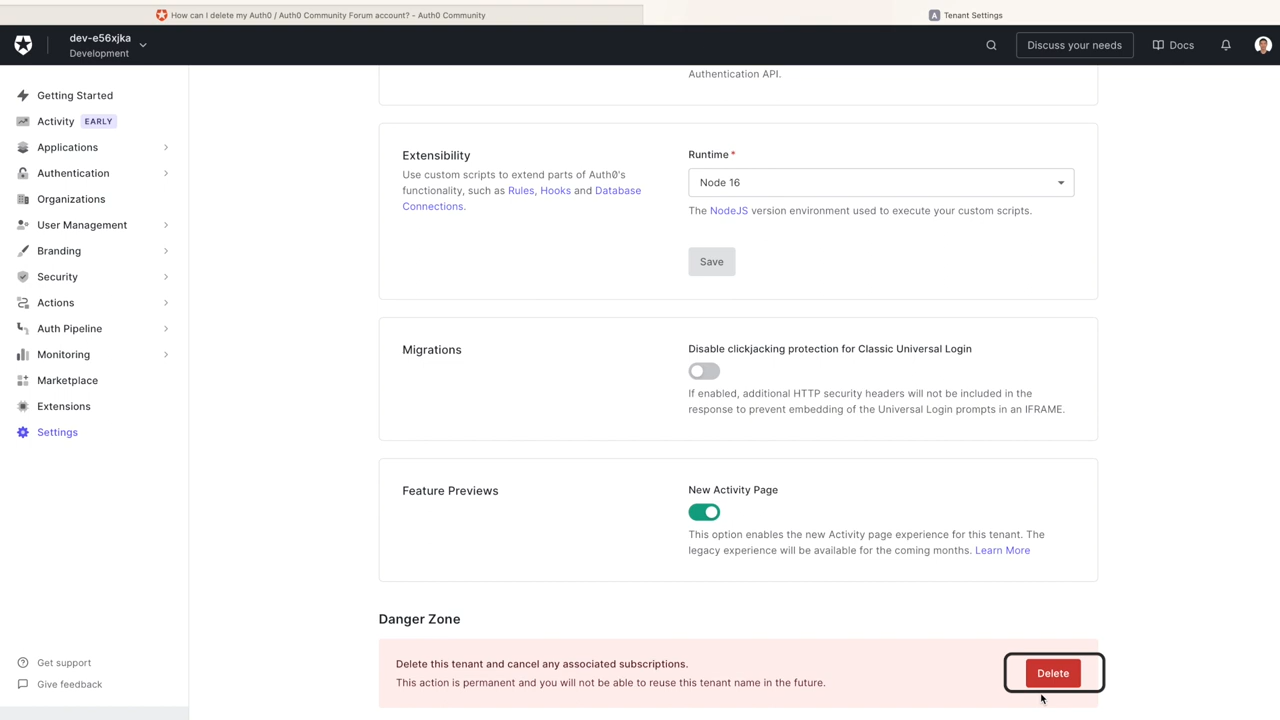 How can I delete my Auth0 / Auth0 Community Forum account? - Auth0 Community
A Tenant Settings
dev-e56xjka
Development
Discuss your needs
Docs
Getting Started
Activity EARLY
Applications
Authentication
Organizations
User Management
Branding
Security
Actions
Auth Pipeline
Monitoring
Marketplace
Extensions
Settings
Get support
Give feedback
Authentication API.
Extensibility
Use custom scripts to extend parts of Auth0's
functionality, such as Rules, Hooks and Database
Connections.
Runtime *
Node 16
The NodeJS version environment used to execute your custom scripts.
Save
Migrations
Disable clickjacking protection for Classic Universal Login
If enabled, additional HTTP security headers will not be included in the
response to prevent embedding of the Universal Login prompts in an IFRAME.
Feature Previews
New Activity Page
This option enables the new Activity page experience for this tenant. The
legacy experience will be available for the coming months. Learn More
Danger Zone
Delete this tenant and cancel any associated subscriptions.
This action is permanent and you will not be able to reuse this tenant name in the future.
Delete